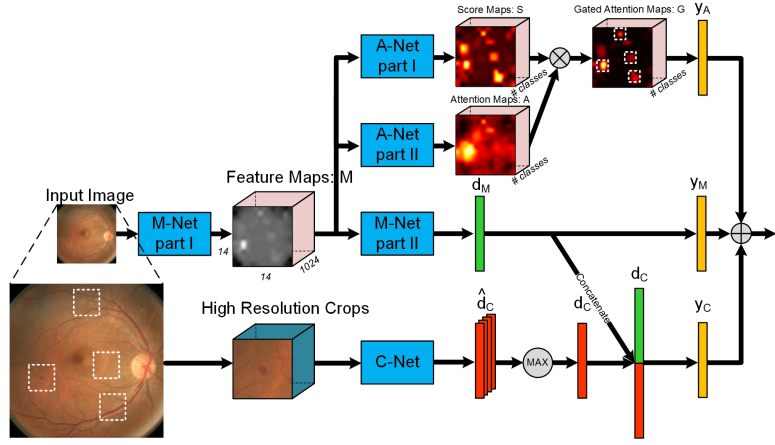 Score Maps: S
Gated Attention Maps: G
y_A
A-Net
part I
# classes
# classes
Attention Maps: A
A-Net
part II
# classes
Input Image
Feature Maps: M
d_M
y_M
M-Net
part I
14
14
1024
M-Net
part II
High Resolution Crops
d̂_C
d_C
Concatenate
d_C
y_C
C-Net
MAX